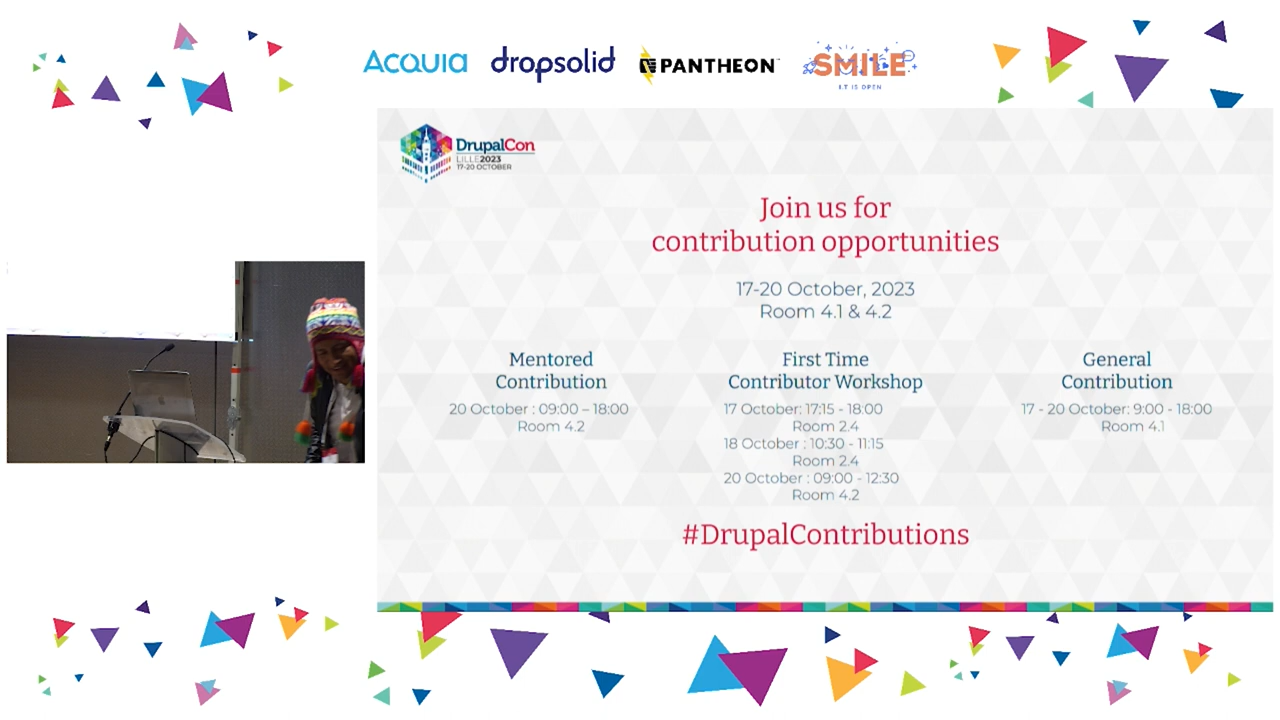 ACQUIA
dropsolid
PANTHEON
SMILE
I.T IS OPEN
DrupalCon
LILLE2023
17-20 OCTOBER
Join us for
contribution opportunities
17-20 October, 2023
Room 4.1 & 4.2
Mentored
Contribution
20 October : 09:00 – 18:00
Room 4.2
First Time
Contributor Workshop
17 October: 17:15 - 18:00
Room 2.4
18 October : 10:30 - 11:15
Room 2.4
20 October : 09:00 - 12:30
Room 4.2
General
Contribution
17 - 20 October: 9:00 - 18:00
Room 4.1
#DrupalContributions